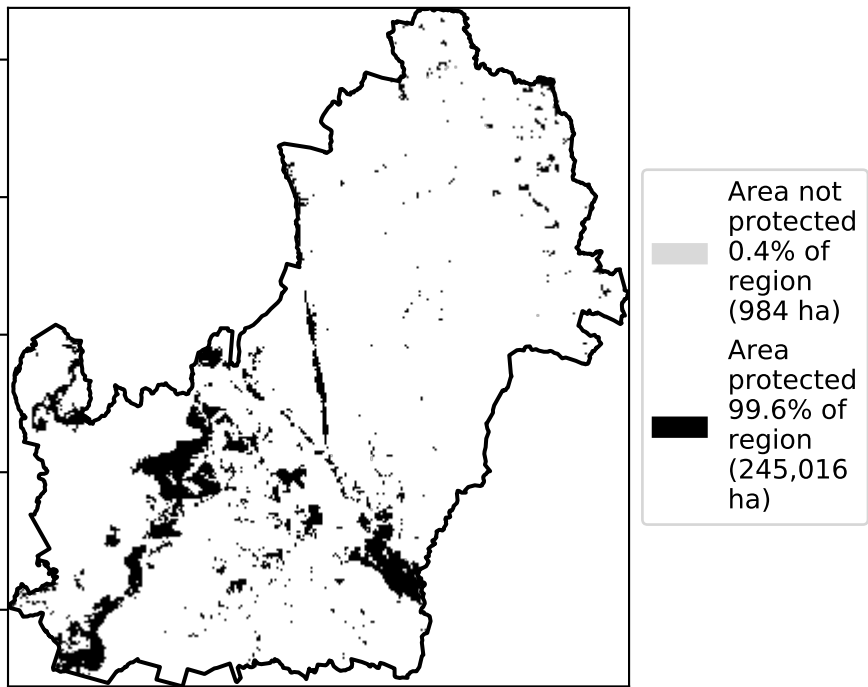 Area not
protected
0.4% of
region
(984 ha)
Area
protected
99.6% of
region
(245,016
ha)